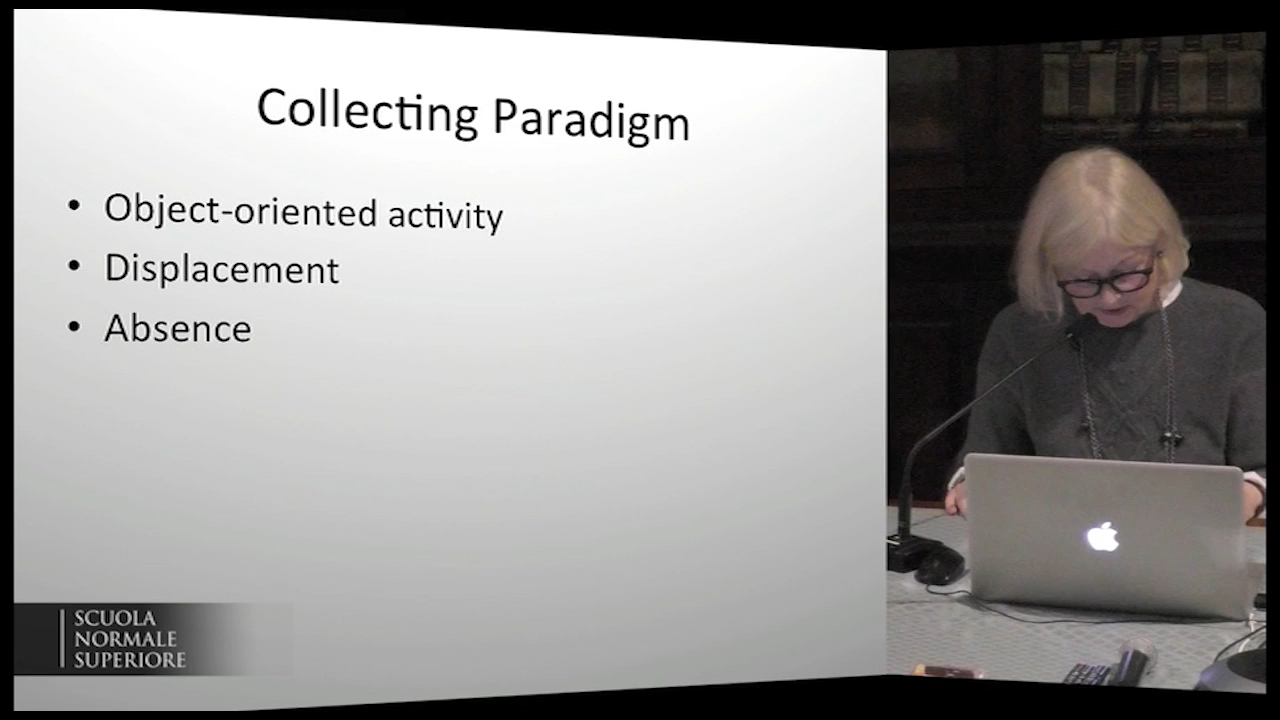 Collecting Paradigm
• Object-oriented activity
• Displacement
• Absence
SCUOLA
NORMALE
SUPERIORE